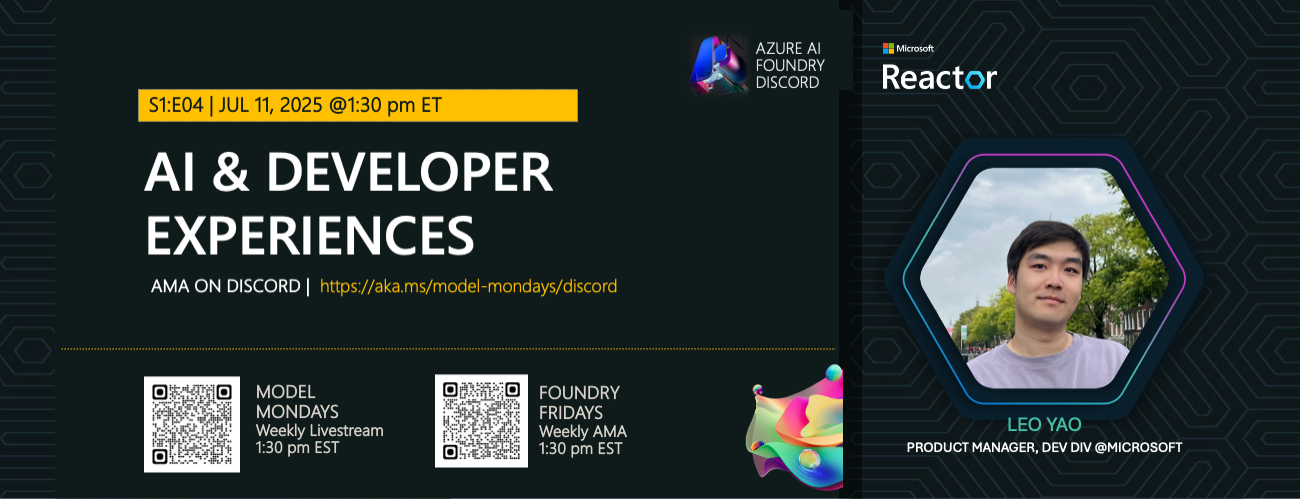 AZURE AI
FOUNDRY
DISCORD
S1:E04 | JUL 11, 2025 @1:30 pm ET
AI & DEVELOPER
EXPERIENCES
AMA ON DISCORD | https://aka.ms/model-mondays/discord
MODEL
MONDAYS
Weekly Livestream
1:30 pm EST
FOUNDRY
FRIDAYS
Weekly AMA
1:30 pm EST
Microsoft
Reactor
LEO YAO
PRODUCT MANAGER, DEV DIV @MICROSOFT